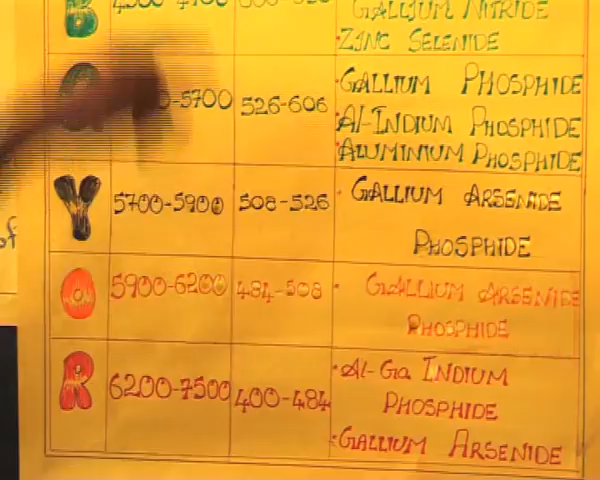 B
GALLIUM NITRIDE
ZINC SELENIDE
G 0-5700 526-606 GALLIUM PHOSPHIDE
Al-INDIUM PHOSPHIDE
ALUMINIUM PHOSPHIDE
Y 5700-5900 508-526 GALLIUM ARSENIDE
PHOSPHIDE
of
O 5900-6200 484-508 GALLIUM ARSENIDE
PHOSPHIDE
R 6200-7500 400-484 Al-Ga INDIUM
PHOSPHIDE
GALLIUM ARSENIDE